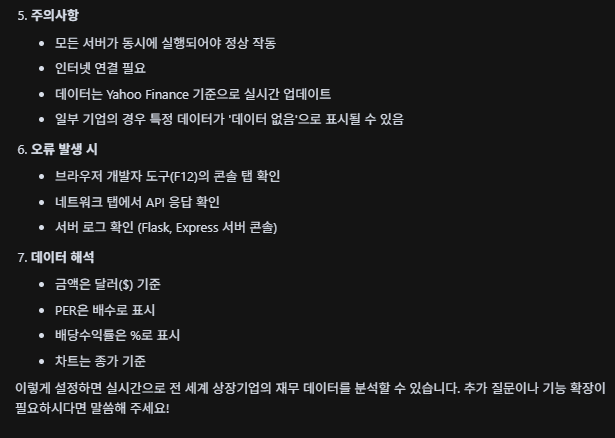 5. 주의사항
• 모든 서버가 동시에 실행되어야 정상 작동
• 인터넷 연결 필요
• 데이터는 Yahoo Finance 기준으로 실시간 업데이트
• 일부 기업의 경우 특정 데이터가 '데이터 없음'으로 표시될 수 있음
6. 오류 발생 시
• 브라우저 개발자 도구(F12)의 콘솔 탭 확인
• 네트워크 탭에서 API 응답 확인
• 서버 로그 확인 (Flask, Express 서버 콘솔)
7. 데이터 해석
• 금액은 달러($) 기준
• PER은 배수로 표시
• 배당수익률은 %로 표시
• 차트는 종가 기준
이렇게 설정하면 실시간으로 전 세계 상장기업의 재무 데이터를 분석할 수 있습니다. 추가 질문이나 기능 확장이
필요하시다면 말씀해 주세요!